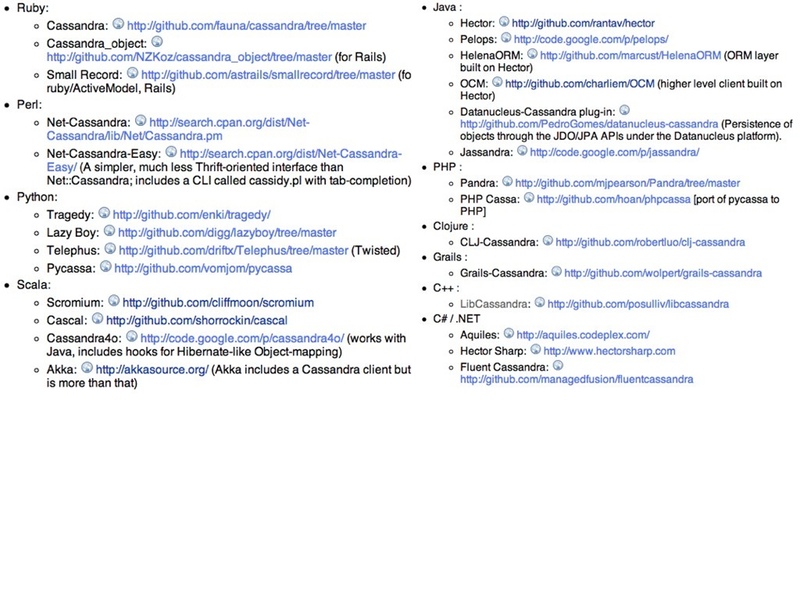 • Ruby:
◦ Cassandra: http://github.com/fauna/cassandra/tree/master
◦ Cassandra_object:
http://github.com/NZKoz/cassandra_object/tree/master (for Rails)
◦ Small Record: http://github.com/astrails/smallrecord/tree/master (fo
ruby/ActiveModel, Rails)
• Perl:
◦ Net-Cassandra: http://search.cpan.org/dist/Net-
Cassandra/lib/Net/Cassandra.pm
◦ Net-Cassandra-Easy: http://search.cpan.org/dist/Net-Cassandra-
Easy/ (A simpler, much less Thrift-oriented interface than
Net::Cassandra; includes a CLI called cassidy.pl with tab-completion)
• Python:
◦ Tragedy: http://github.com/enki/tragedy/
◦ Lazy Boy: http://github.com/digg/lazyboy/tree/master
◦ Telephus: http://github.com/driftx/Telephus/tree/master (Twisted)
◦ Pycassa: http://github.com/vomjom/pycassa
• Scala:
◦ Scromium: http://github.com/cliffmoon/scromium
◦ Cascal: http://github.com/shorrockin/cascal
◦ Cassandra4o: http://code.google.com/p/cassandra4o/ (works with
Java, includes hooks for Hibernate-like Object-mapping)
◦ Akka: http://akkasource.org/ (Akka includes a Cassandra client but
is more than that)
• Java :
◦ Hector: http://github.com/rantav/hector
◦ Pelops: http://code.google.com/p/pelops/
◦ HelenaORM: http://github.com/marcust/HelenaORM (ORM layer
built on Hector)
◦ OCM: http://github.com/charliem/OCM (higher level client built on
Hector)
◦ Datanucleus-Cassandra plug-in:
http://github.com/PedroGomes/datanucleus-cassandra (Persistence of
objects through the JDO/JPA APIs under the Datanucleus platform).
◦ Jassandra: http://code.google.com/p/jassandra/
• PHP :
◦ Pandra: http://github.com/mjpearson/Pandra/tree/master
◦ PHP Cassa: http://github.com/hoan/phpcassa [port of pycassa to
PHP]
• Clojure :
◦ CLJ-Cassandra: http://github.com/robertluo/clj-cassandra
• Grails :
◦ Grails-Cassandra: http://github.com/wolpert/grails-cassandra
• C++ :
◦ LibCassandra: http://github.com/posulliv/libcassandra
• C# / .NET
◦ Aquiles: http://aquiles.codeplex.com/
◦ Hector Sharp: http://www.hectorsharp.com
◦ Fluent Cassandra:
http://github.com/managedfusion/fluentcassandra